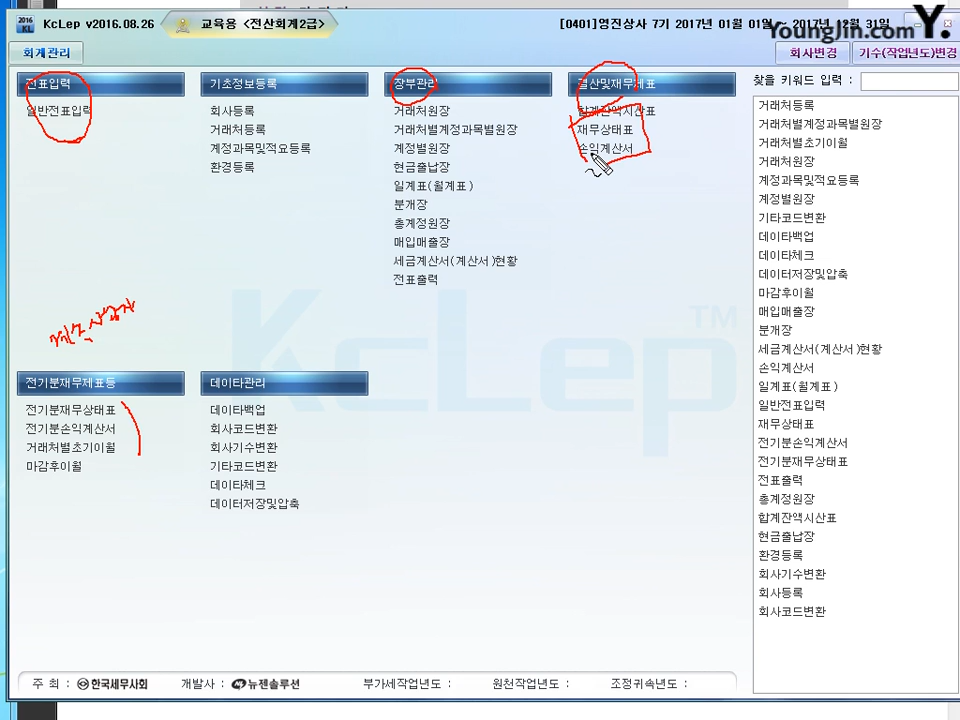 2016 KL KcLep v2016.08.26 교육용 <전산회계2급> [0401]영진상사 7기 2017년 01월 01일 ~ 2017년 12월 31일
YoungJin.com Y.
회계관리 회사변경 기수(작업년도)변경
전표입력 기초정보등록 장부관리 결산및재무제표 찾을 키워드 입력 :
일반전표입력
회사등록
거래처등록
계정과목및적요등록
환경등록
거래처원장
거래처별계정과목별원장
계정별원장
현금출납장
일계표(월계표)
분개장
총계정원장
매입매출장
세금계산서(계산서)현황
전표출력
합계잔액시산표
재무상태표
손익계산서
KcLep TM
전기분재무제표등
전기분재무상태표
전기분손익계산서
거래처별초기이월
마감후이월
데이타관리
데이타백업
회사코드변환
회사기수변환
기타코드변환
데이타체크
데이터저장및압축
거래처등록
거래처별계정과목별원장
거래처별초기이월
거래처원장
계정과목및적요등록
계정별원장
기타코드변환
데이타백업
데이타체크
데이터저장및압축
마감후이월
매입매출장
분개장
세금계산서(계산서)현황
손익계산서
일계표(월계표)
일반전표입력
재무상태표
전기분손익계산서
전기분재무상태표
전표출력
총계정원장
합계잔액시산표
현금출납장
환경등록
회사기수변환
회사등록
회사코드변환
주 최 : 한국세무사회 개발사 : 뉴젠솔루션 부가세작업년도 : 원천작업년도 : 조정귀속년도 :